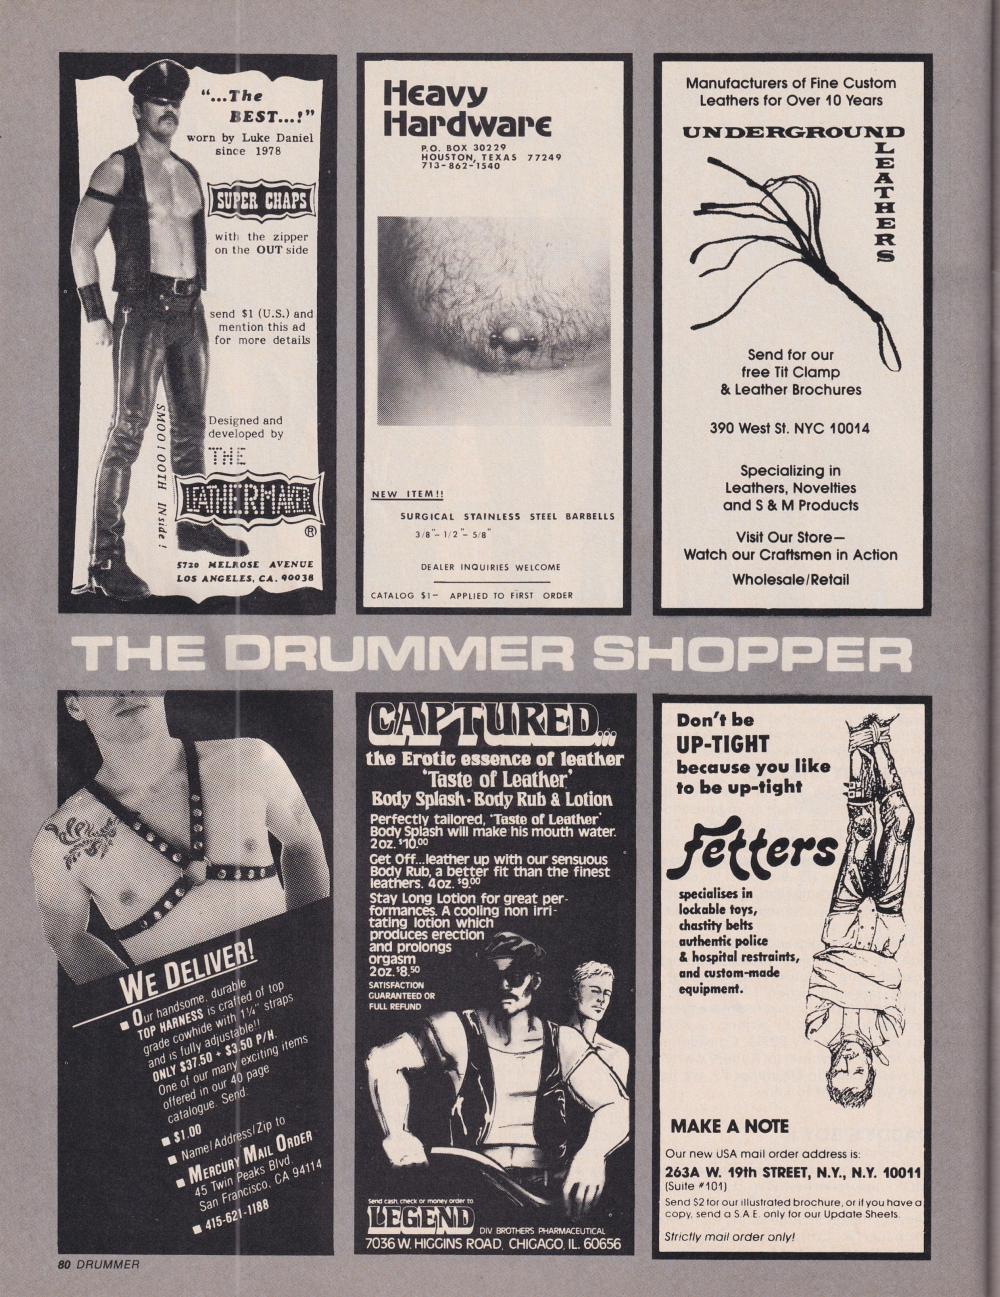 "...The
BEST...!"
worn by Luke Daniel
since 1978
SUPER CHAPS
with the zipper
on the OUT side
send $1 (U.S.) and
mention this ad
for more details
SMOOTOOTH INside!
Designed and
developed by
THE
LEATHERMAKER
®
5720 MELROSE AVENUE
LOS ANGELES, CA. 90038
Heavy
Hardware
P.O. BOX 30229
HOUSTON, TEXAS 77249
713-862-1540
NEW ITEM!!
SURGICAL STAINLESS STEEL BARBELLS
3/8"- 1/2"- 5/8"
DEALER INQUIRIES WELCOME
CATALOG $1- APPLIED TO FIRST ORDER
Manufacturers of Fine Custom
Leathers for Over 10 Years
UNDERGROUND
LEATHERS
Send for our
free Tit Clamp
& Leather Brochures
390 West St. NYC 10014
Specializing in
Leathers, Novelties
and S & M Products
Visit Our Store—
Watch our Craftsmen in Action
Wholesale/Retail
THE DRUMMER SHOPPER
WE DELIVER!
■ Our handsome, durable
TOP HARNESS is crafted of top
grade cowhide with 1¼" straps
and is fully adjustable!!
ONLY $37.50 + $3.50 P/H.
One of our many exciting items
offered in our 40 page
catalogue. Send
■ $1.00
■ Name/Address/Zip to
■ MERCURY MAIL ORDER
45 Twin Peaks Blvd.
San Francisco, CA 94114
■ 415-621-1188
CAPTURED...
the Erotic essence of leather
'Taste of Leather'
Body Splash · Body Rub & Lotion
Perfectly tailored, 'Taste of Leather'
Body Splash will make his mouth water.
2 oz. $10.00
Get Off...leather up with our sensuous
Body Rub, a better fit than the finest
leathers. 4 oz. $9.00
Stay Long Lotion for great per-
formances. A cooling non irri-
tating lotion which
produces erection
and prolongs
orgasm
2 oz. $8.50
SATISFACTION
GUARANTEED OR
FULL REFUND
Send cash, check or money order to
LEGEND
DIV BROTHERS PHARMACEUTICAL
7036 W. HIGGINS ROAD, CHIGAGO, IL. 60656
Don't be
UP-TIGHT
because you like
to be up-tight
Fetters
specialises in
lockable toys,
chastity belts
authentic police
& hospital restraints,
and custom-made
equipment.
MAKE A NOTE
Our new USA mail order address is:
263A W. 19th STREET, N.Y., N.Y. 10011
(Suite #101)
Send $2 for our illustrated brochure, or if you have a
copy, send a S.A.E. only for our Update Sheets.
Strictly mail order only!
80 DRUMMER